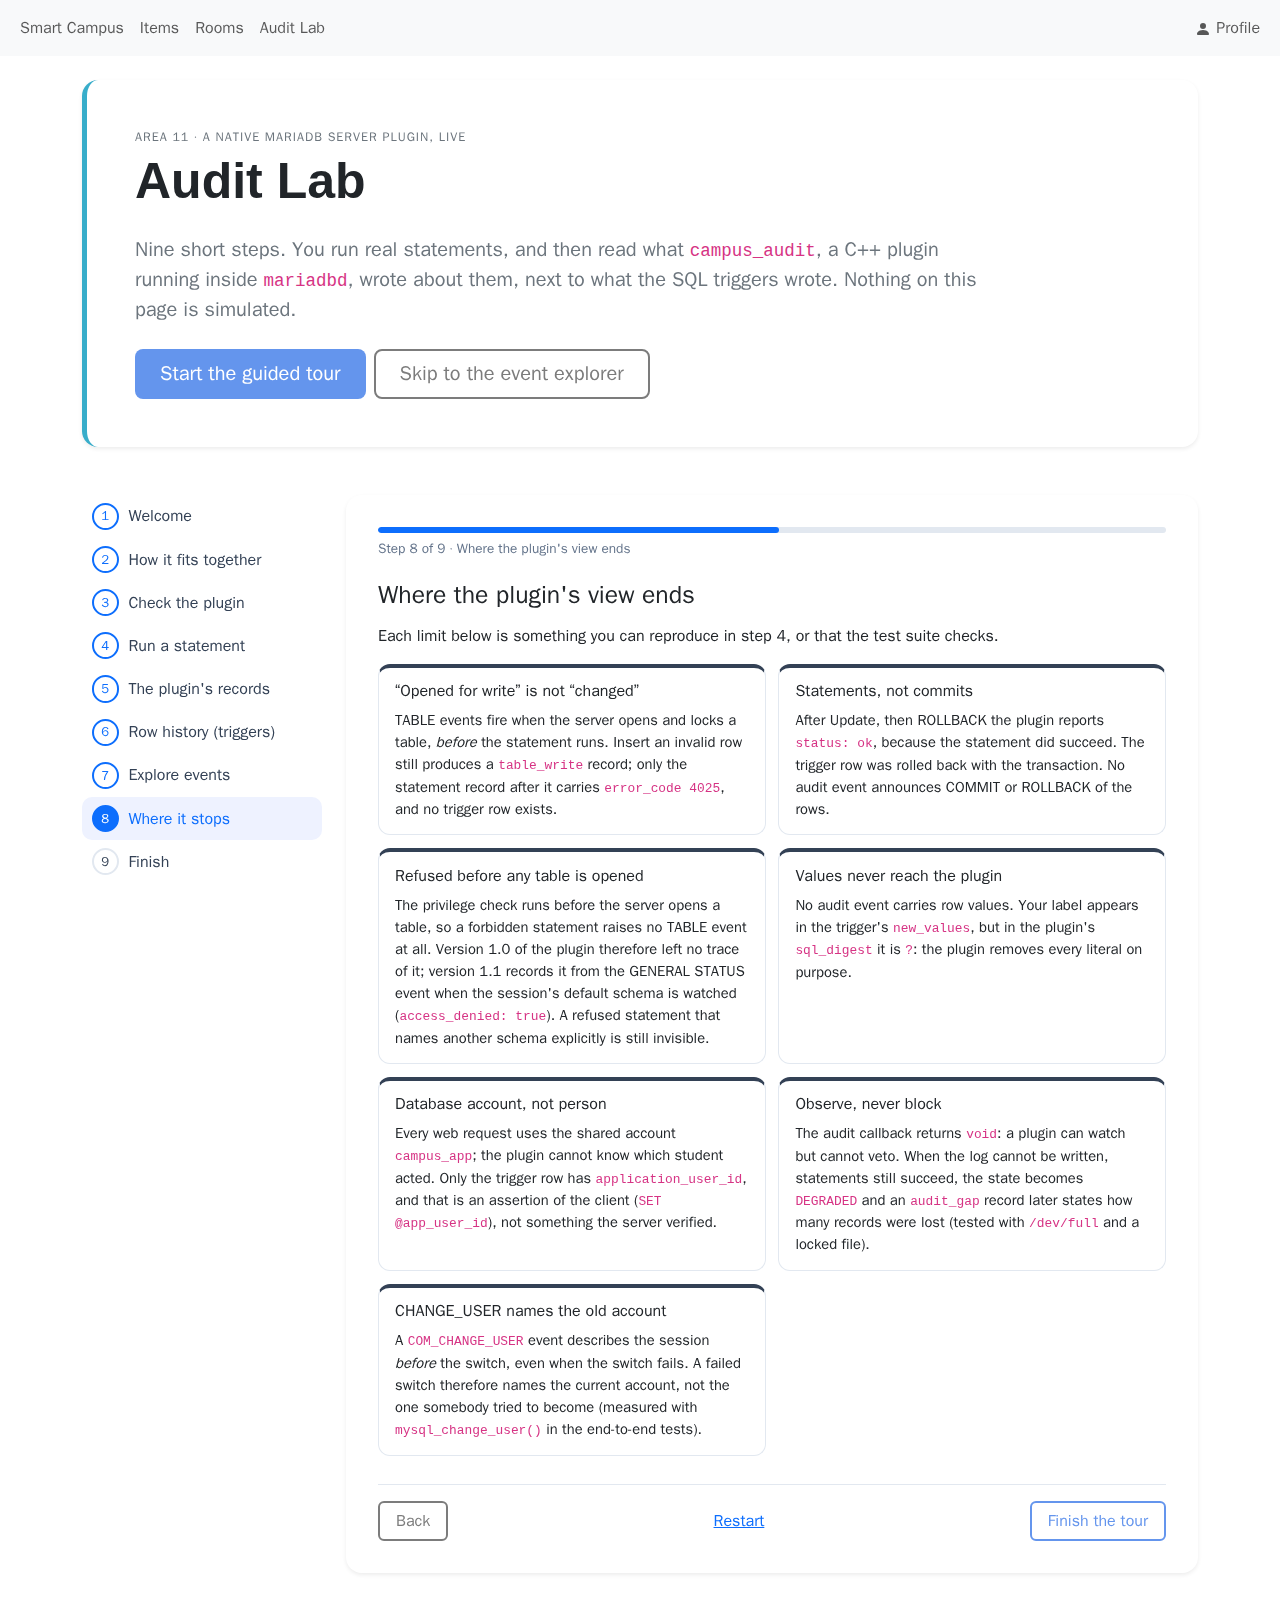 Smart Campus Items Rooms Audit Lab Profile
AREA 11 · A NATIVE MARIADB SERVER PLUGIN, LIVE
Audit Lab
Nine short steps. You run real statements, and then read what campus_audit, a C++ plugin
running inside mariadbd, wrote about them, next to what the SQL triggers wrote. Nothing on this
page is simulated.
Start the guided tour Skip to the event explorer
1 Welcome
2 How it fits together
3 Check the plugin
4 Run a statement
5 The plugin's records
6 Row history (triggers)
7 Explore events
8 Where it stops
9 Finish
Step 8 of 9 · Where the plugin's view ends
Where the plugin's view ends
Each limit below is something you can reproduce in step 4, or that the test suite checks.
“Opened for write” is not “changed”
TABLE events fire when the server opens and locks a
table, before the statement runs. Insert an invalid row
still produces a table_write record; only the
statement record after it carries error_code 4025,
and no trigger row exists.
Statements, not commits
After Update, then ROLLBACK the plugin reports
status: ok, because the statement did succeed. The
trigger row was rolled back with the transaction. No
audit event announces COMMIT or ROLLBACK of the
rows.
Refused before any table is opened
The privilege check runs before the server opens a
table, so a forbidden statement raises no TABLE event
at all. Version 1.0 of the plugin therefore left no trace
of it; version 1.1 records it from the GENERAL STATUS
event when the session's default schema is watched
(access_denied: true). A refused statement that
names another schema explicitly is still invisible.
Values never reach the plugin
No audit event carries row values. Your label appears
in the trigger's new_values, but in the plugin's
sql_digest it is ?: the plugin removes every literal on
purpose.
Database account, not person
Every web request uses the shared account
campus_app; the plugin cannot know which student
acted. Only the trigger row has application_user_id,
and that is an assertion of the client (SET
@app_user_id), not something the server verified.
Observe, never block
The audit callback returns void: a plugin can watch
but cannot veto. When the log cannot be written,
statements still succeed, the state becomes
DEGRADED and an audit_gap record later states how
many records were lost (tested with /dev/full and a
locked file).
CHANGE_USER names the old account
A COM_CHANGE_USER event describes the session
before the switch, even when the switch fails. A failed
switch therefore names the current account, not the
one somebody tried to become (measured with
mysql_change_user() in the end-to-end tests).
Back Restart Finish the tour